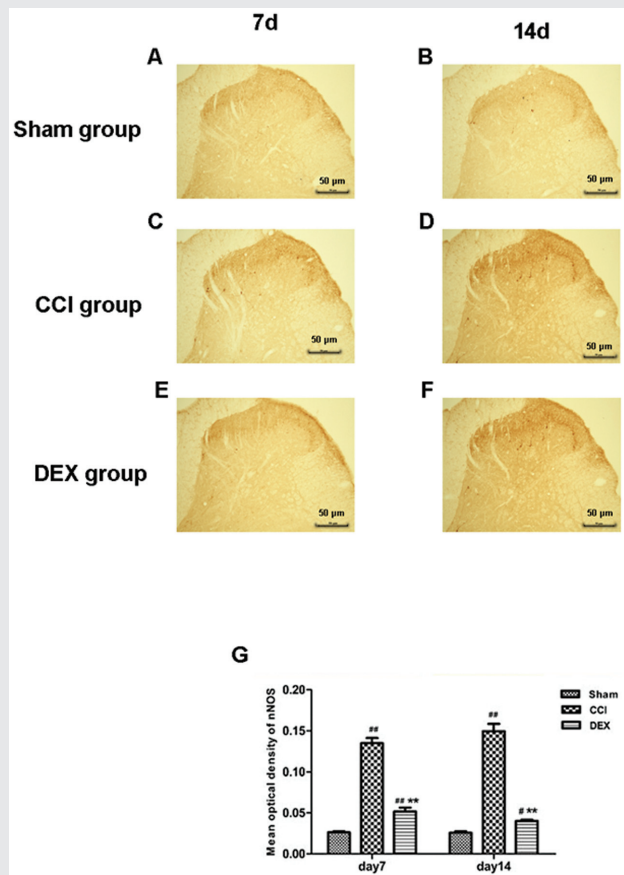 7d
14d
A
B
Sham group
50 µm
50 µm
C
D
CCI group
50 µm
50 µm
E
F
DEX group
50 µm
50 µm
G
Mean optical density of nNOS
0.20
0.15
0.10
0.05
0.00
##
## **
##
# **
day7
day14
Sham
CCI
DEX